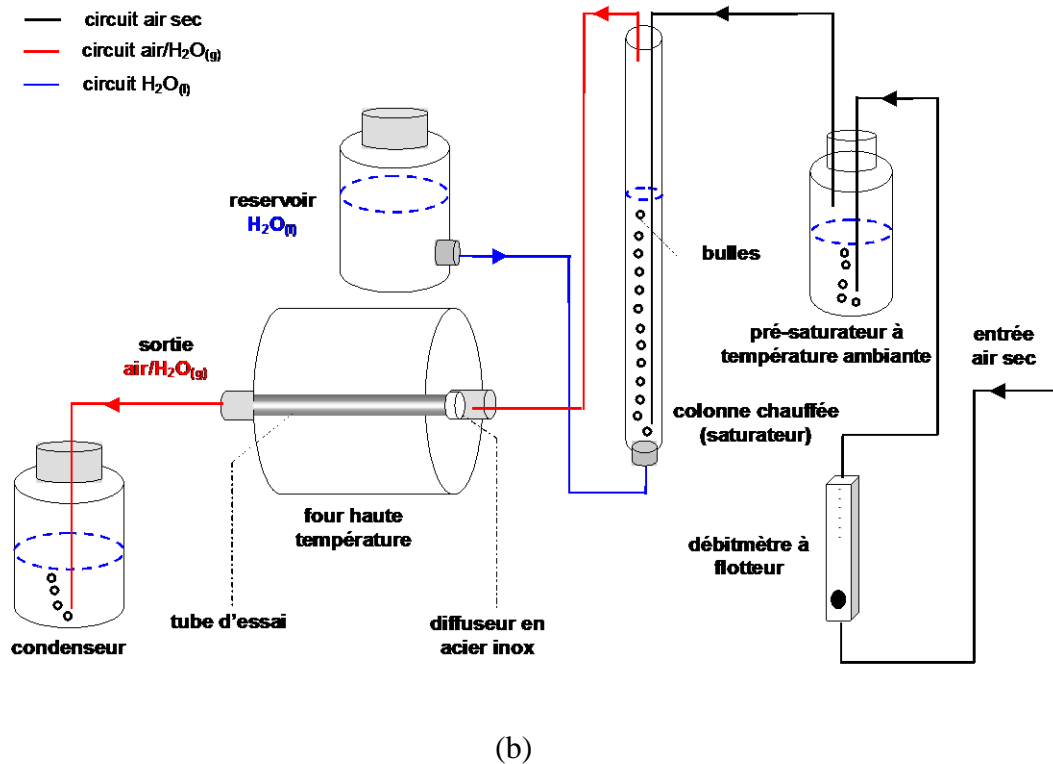 circuit air sec
circuit air/H₂O₍g₎
circuit H₂O₍l₎
reservoir
H₂O₍l₎
bulles
pré-saturateur à
température ambiante
entrée
air sec
sortie
air/H₂O₍g₎
colonne chauffée
(saturateur)
four haute
température
débitmètre à
flotteur
tube d'essai
diffuseur en
acier inox
condenseur
(b)